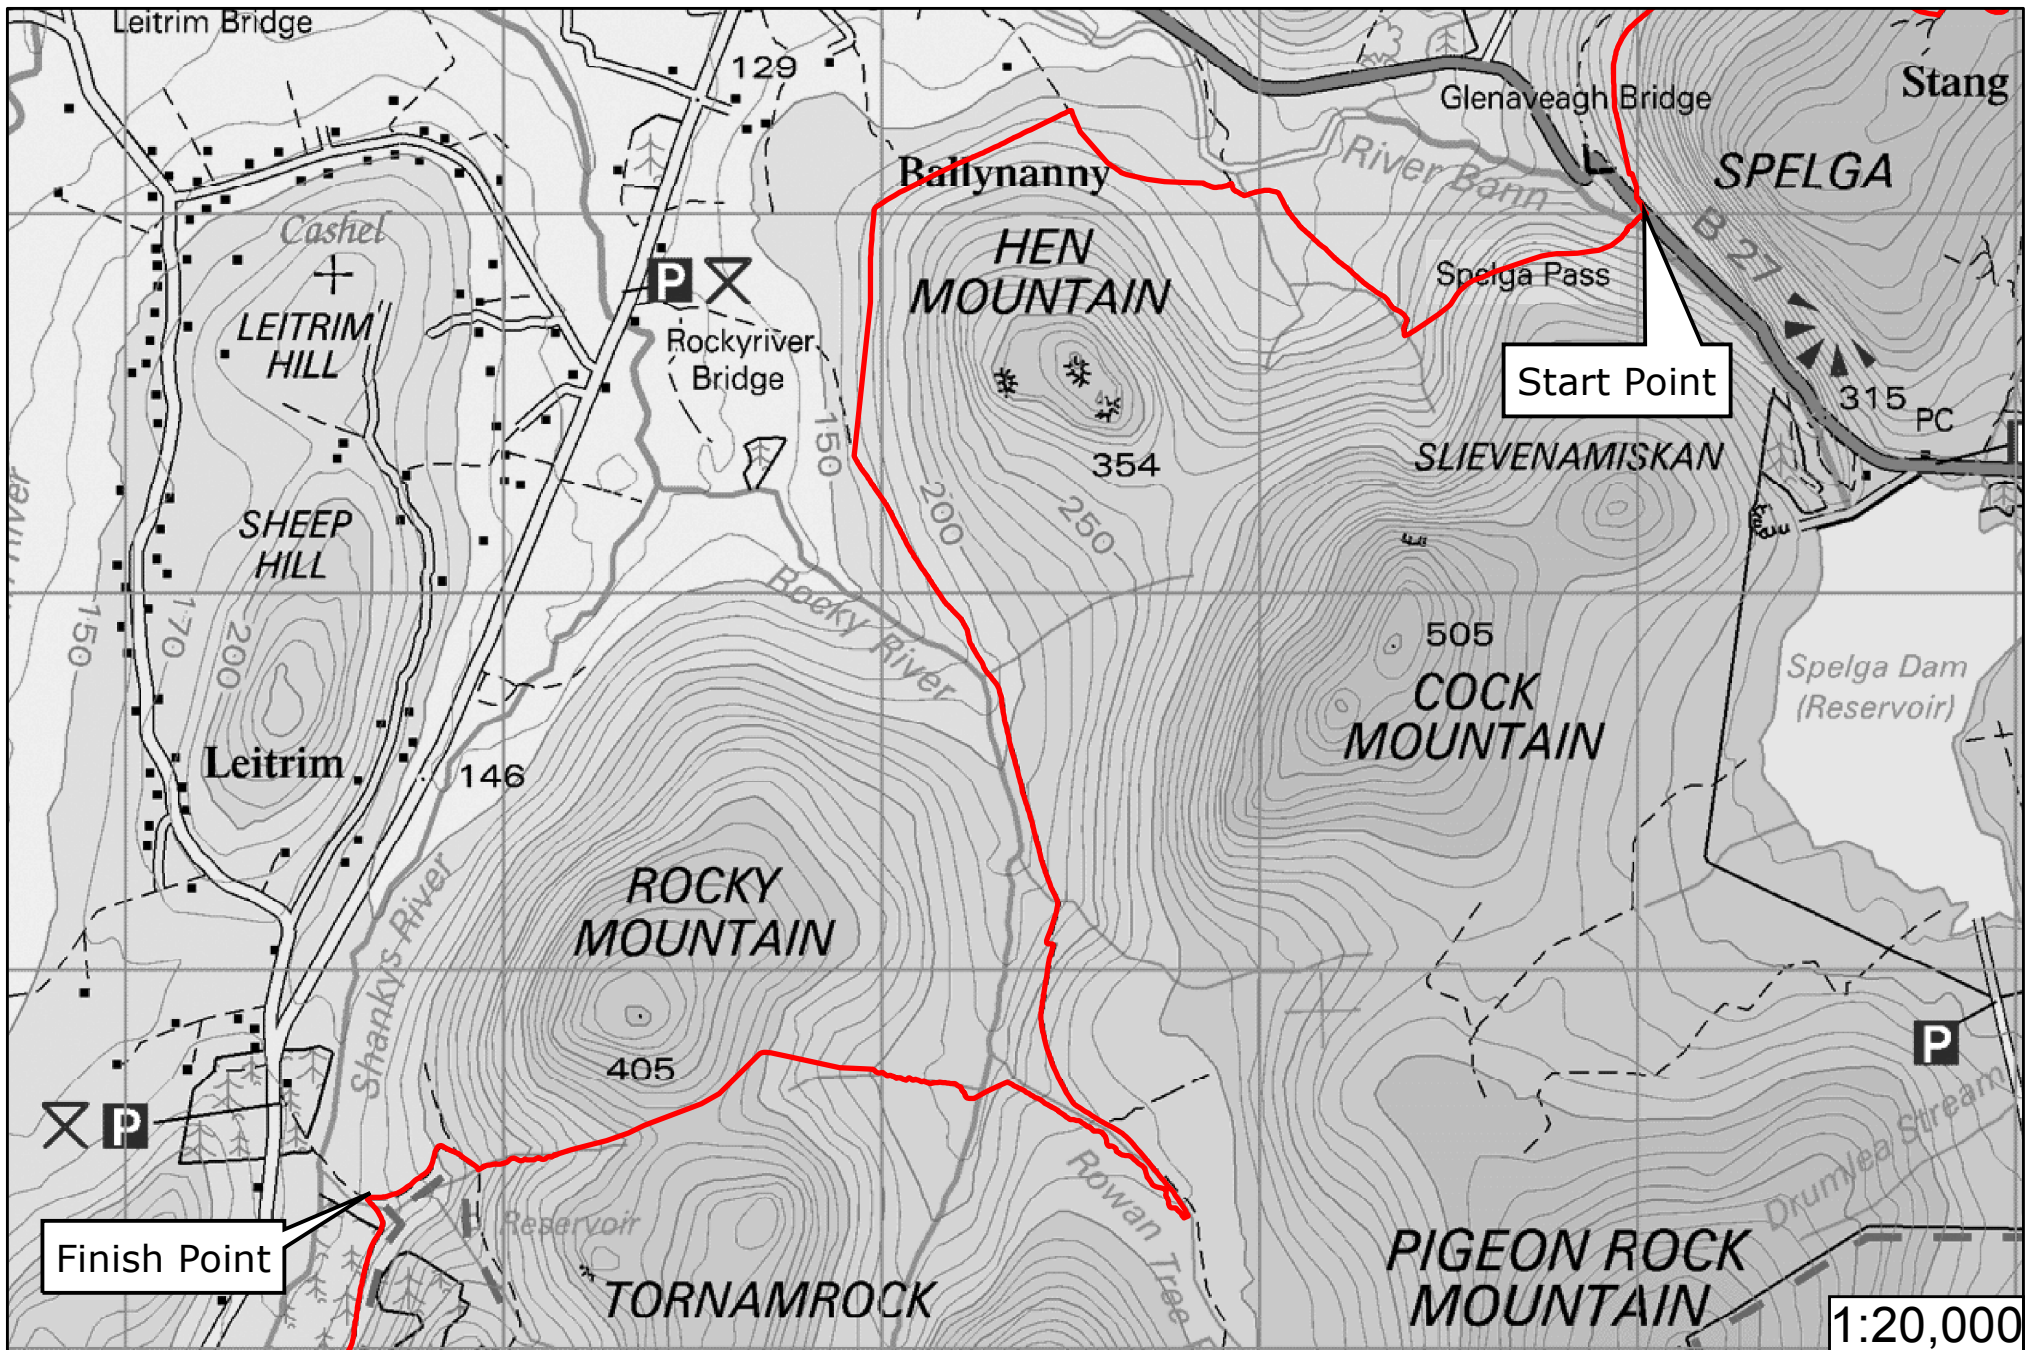 Leitrim Bridge
129
Glenaveagh Bridge
Stang
Ballynanny
River Bann
SPELGA
Cashel
HEN
MOUNTAIN
B 27
Spelga Pass
P
LEITRIM
HILL
Rockyriver
Bridge
Start Point
315
PC
150
354
SLIEVENAMISKAN
200
250
SHEEP
HILL
150
170
200
Rocky River
505
COCK
MOUNTAIN
Spelga Dam
(Reservoir)
Leitrim
146
ROCKY
MOUNTAIN
Shankys River
405
P
P
Rowan Tree
Drumlea Stream
Reservoir
Finish Point
TORNAMROCK
PIGEON ROCK
MOUNTAIN
1:20,000